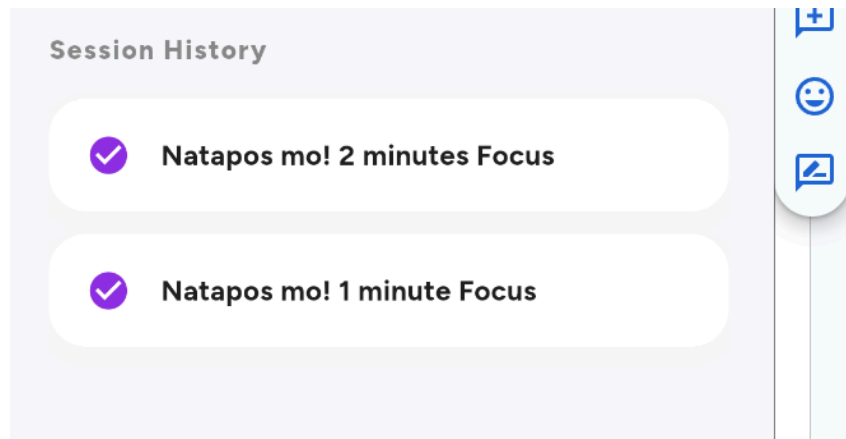 Session History
Natapos mo! 2 minutes Focus
Natapos mo! 1 minute Focus